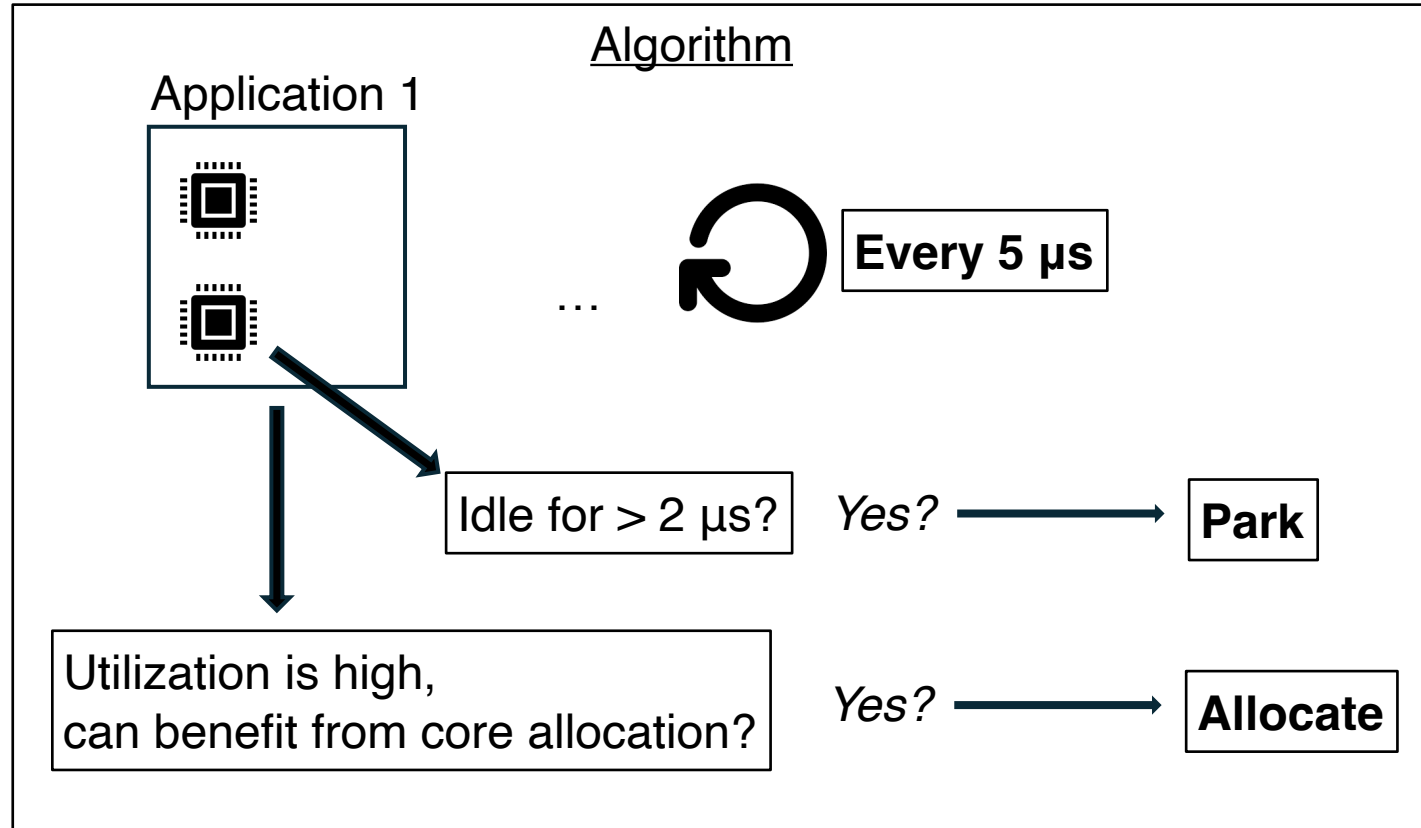 Algorithm
Application 1
…
Every 5 μs
Idle for > 2 μs?
Yes?
Park
Utilization is high,
can benefit from core allocation?
Yes?
Allocate